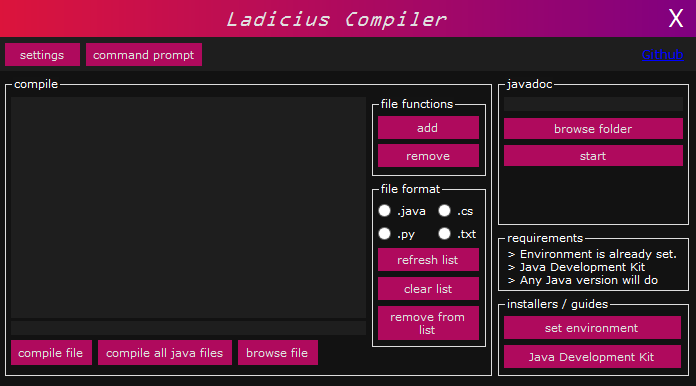 Ladicius Compiler
X
settings
command prompt
Github
compile
file functions
add
remove
file format
.java
.cs
.py
.txt
refresh list
clear list
remove from
list
compile file
compile all java files
browse file
javadoc
browse folder
start
requirements
> Environment is already set.
> Java Development Kit
> Any Java version will do
installers / guides
set environment
Java Development Kit